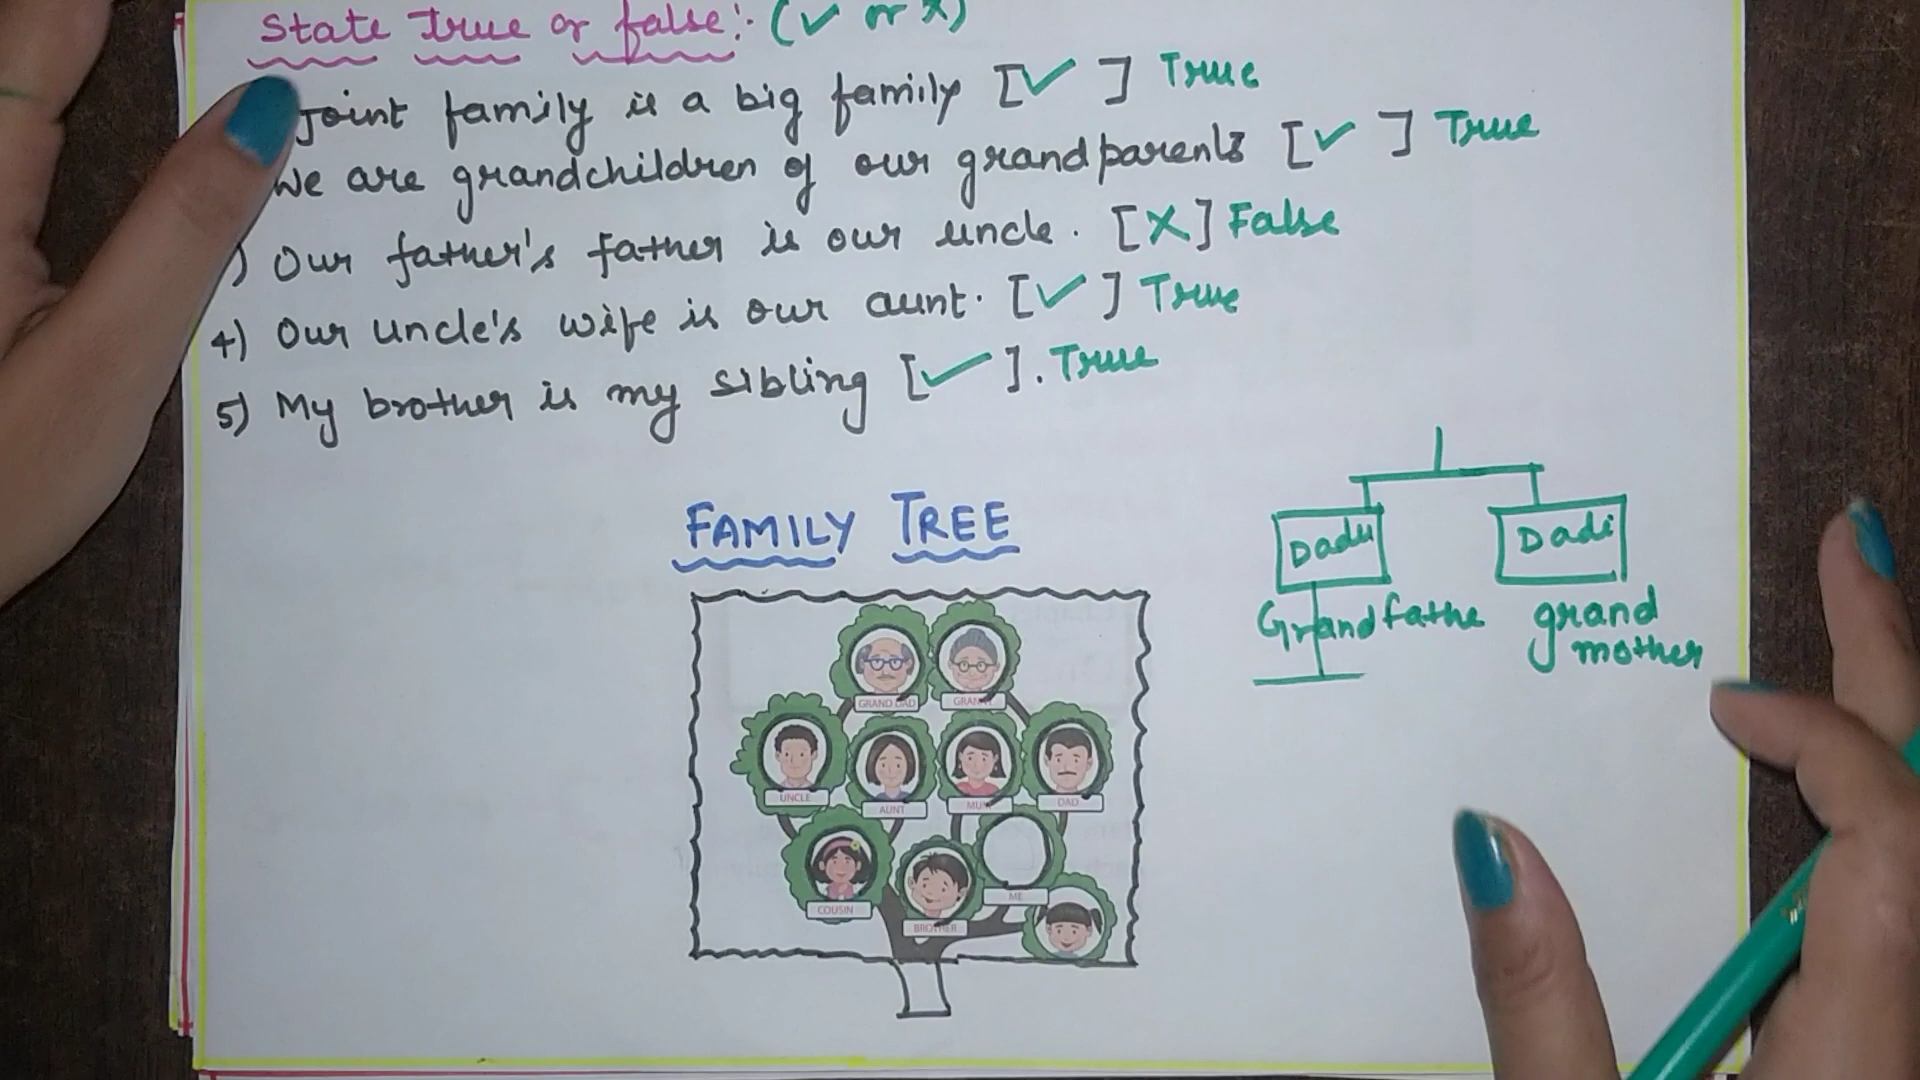 State True or false:- (✓ or X)
Joint family is a big family [✓] True
We are grandchildren of our grandparents [✓] True
) Our father's father is our uncle. [X] False
4) Our uncle's wife is our aunt. [✓] True
5) My brother is my sibling [✓]. True
FAMILY TREE
GRAND DAD
GRANNY
UNCLE
AUNT
MUM
DAD
COUSIN
BROTHER
ME
Dadu
Dadi
Grandfathe
grand
mother